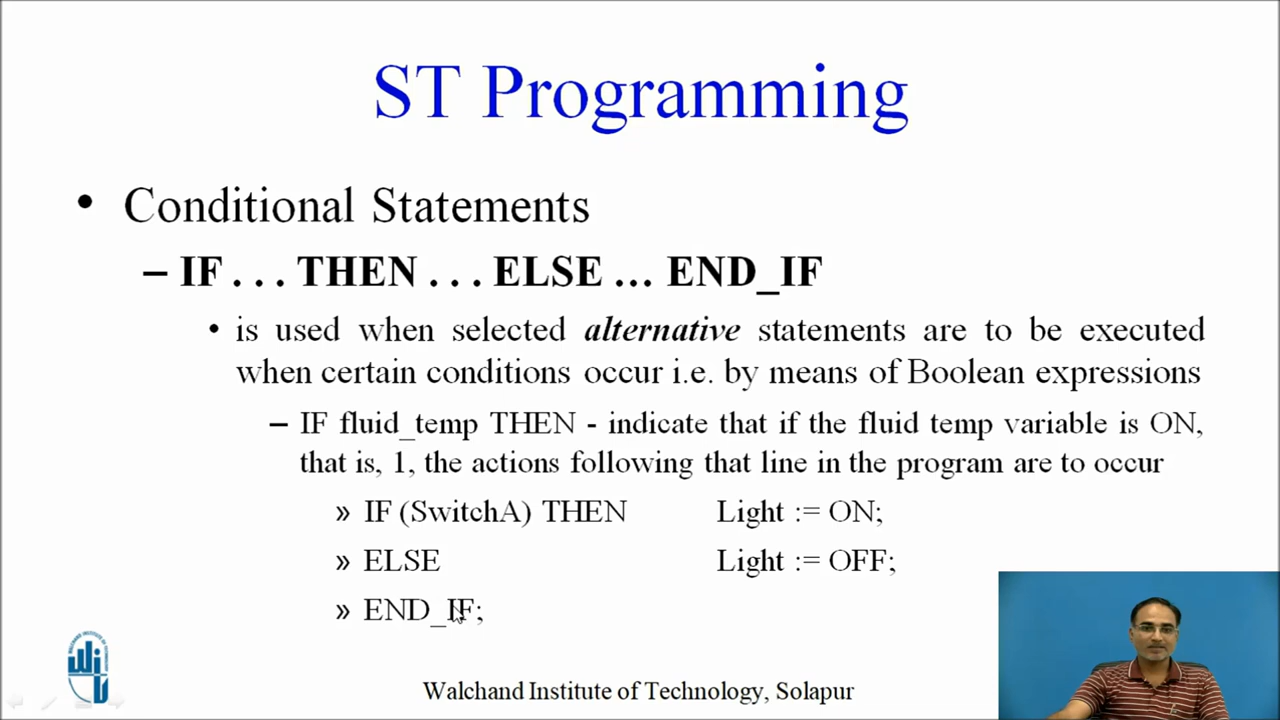 ST Programming
• Conditional Statements
– IF . . . THEN . . . ELSE ... END_IF
• is used when selected alternative statements are to be executed
when certain conditions occur i.e. by means of Boolean expressions
– IF fluid_temp THEN - indicate that if the fluid temp variable is ON,
that is, 1, the actions following that line in the program are to occur
» IF (SwitchA) THEN Light := ON;
» ELSE Light := OFF;
» END_IF;
Walchand Institute of Technology, Solapur